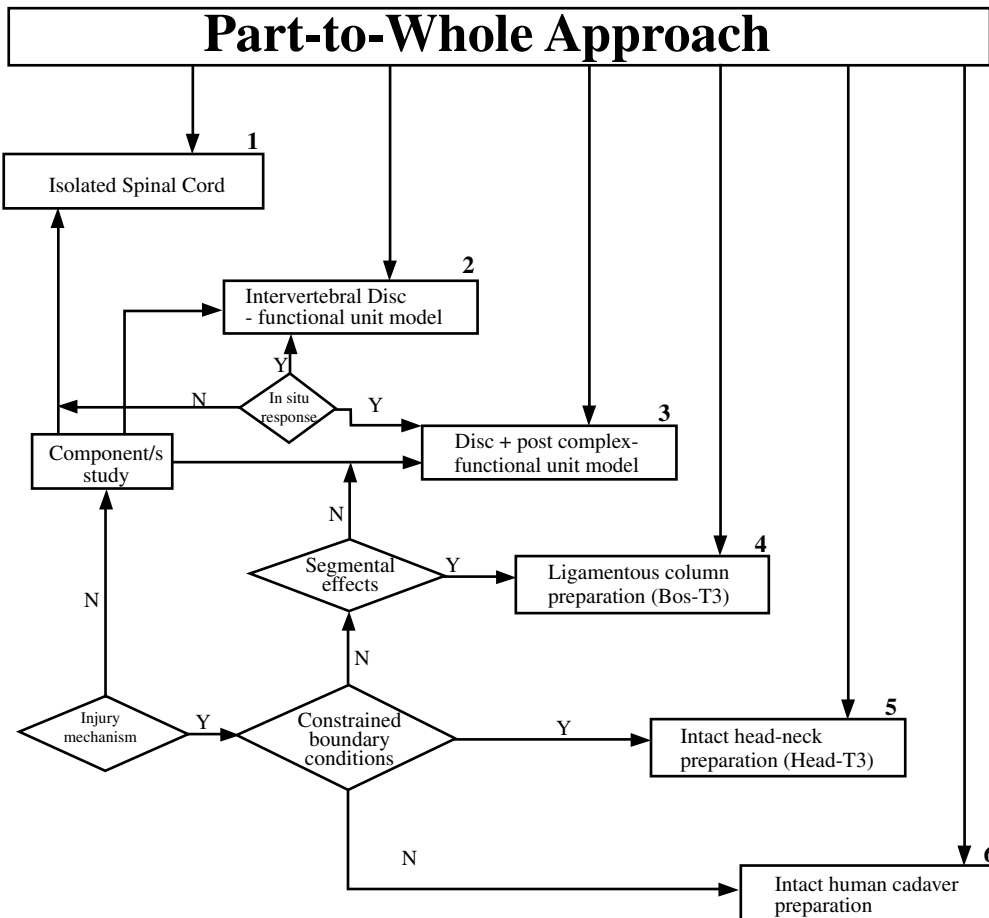 Part-to-Whole Approach
1
Isolated Spinal Cord
2
Intervertebral Disc
- functional unit model
Y
In situ
response
N
Y
3
Disc + post complex-
functional unit model
Component/s
study
N
4
Segmental
effects
Y
Ligamentous column
preparation (Bos-T3)
N
N
5
Injury
mechanism
Y
Constrained
boundary
conditions
Y
Intact head-neck
preparation (Head-T3)
N
6
Intact human cadaver
preparation